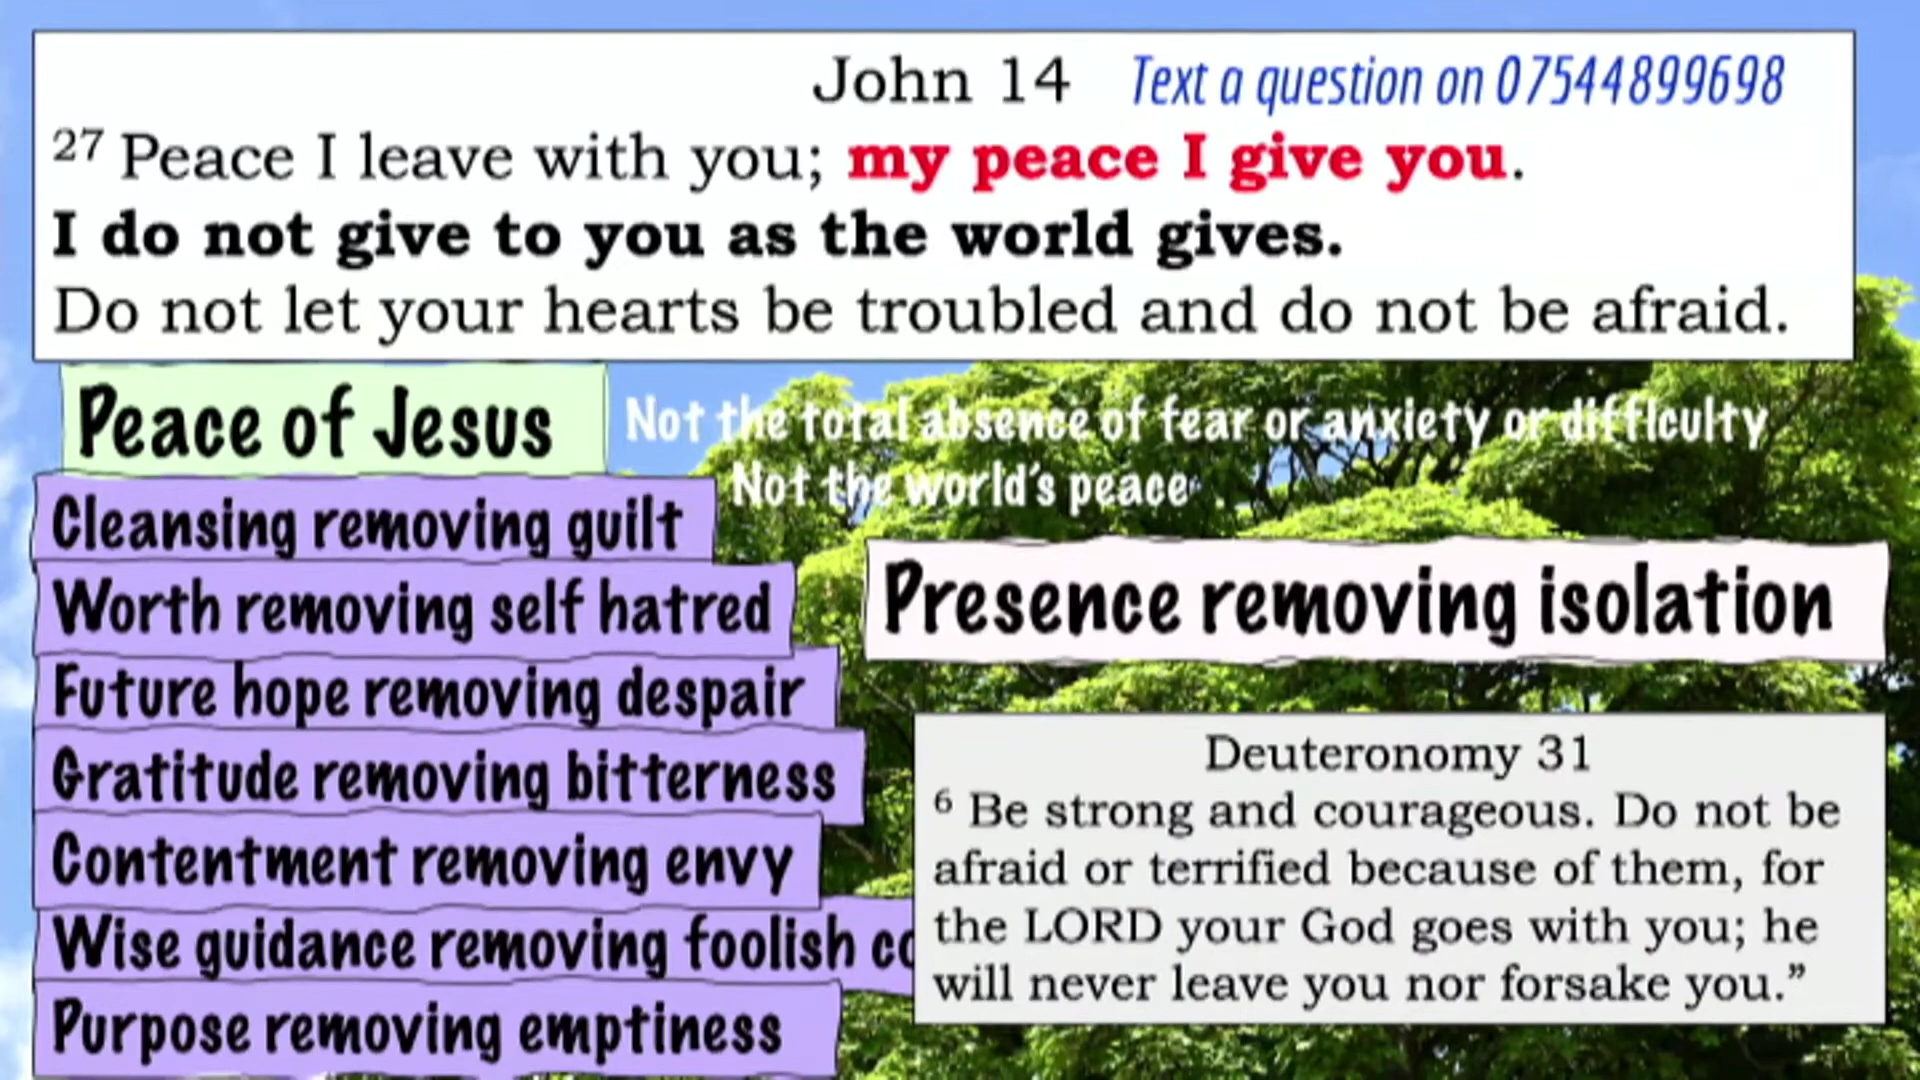 John 14 Text a question on 07544899698
27 Peace I leave with you; my peace I give you.
I do not give to you as the world gives.
Do not let your hearts be troubled and do not be afraid.
Peace of Jesus
Not the total absence of fear or anxiety or difficulty
Not the world's peace
Cleansing removing guilt
Worth removing self hatred
Future hope removing despair
Gratitude removing bitterness
Contentment removing envy
Wise guidance removing foolish
Purpose removing emptiness
Presence removing isolation
Deuteronomy 31
6 Be strong and courageous. Do not be
afraid or terrified because of them, for
the LORD your God goes with you; he
will never leave you nor forsake you.”